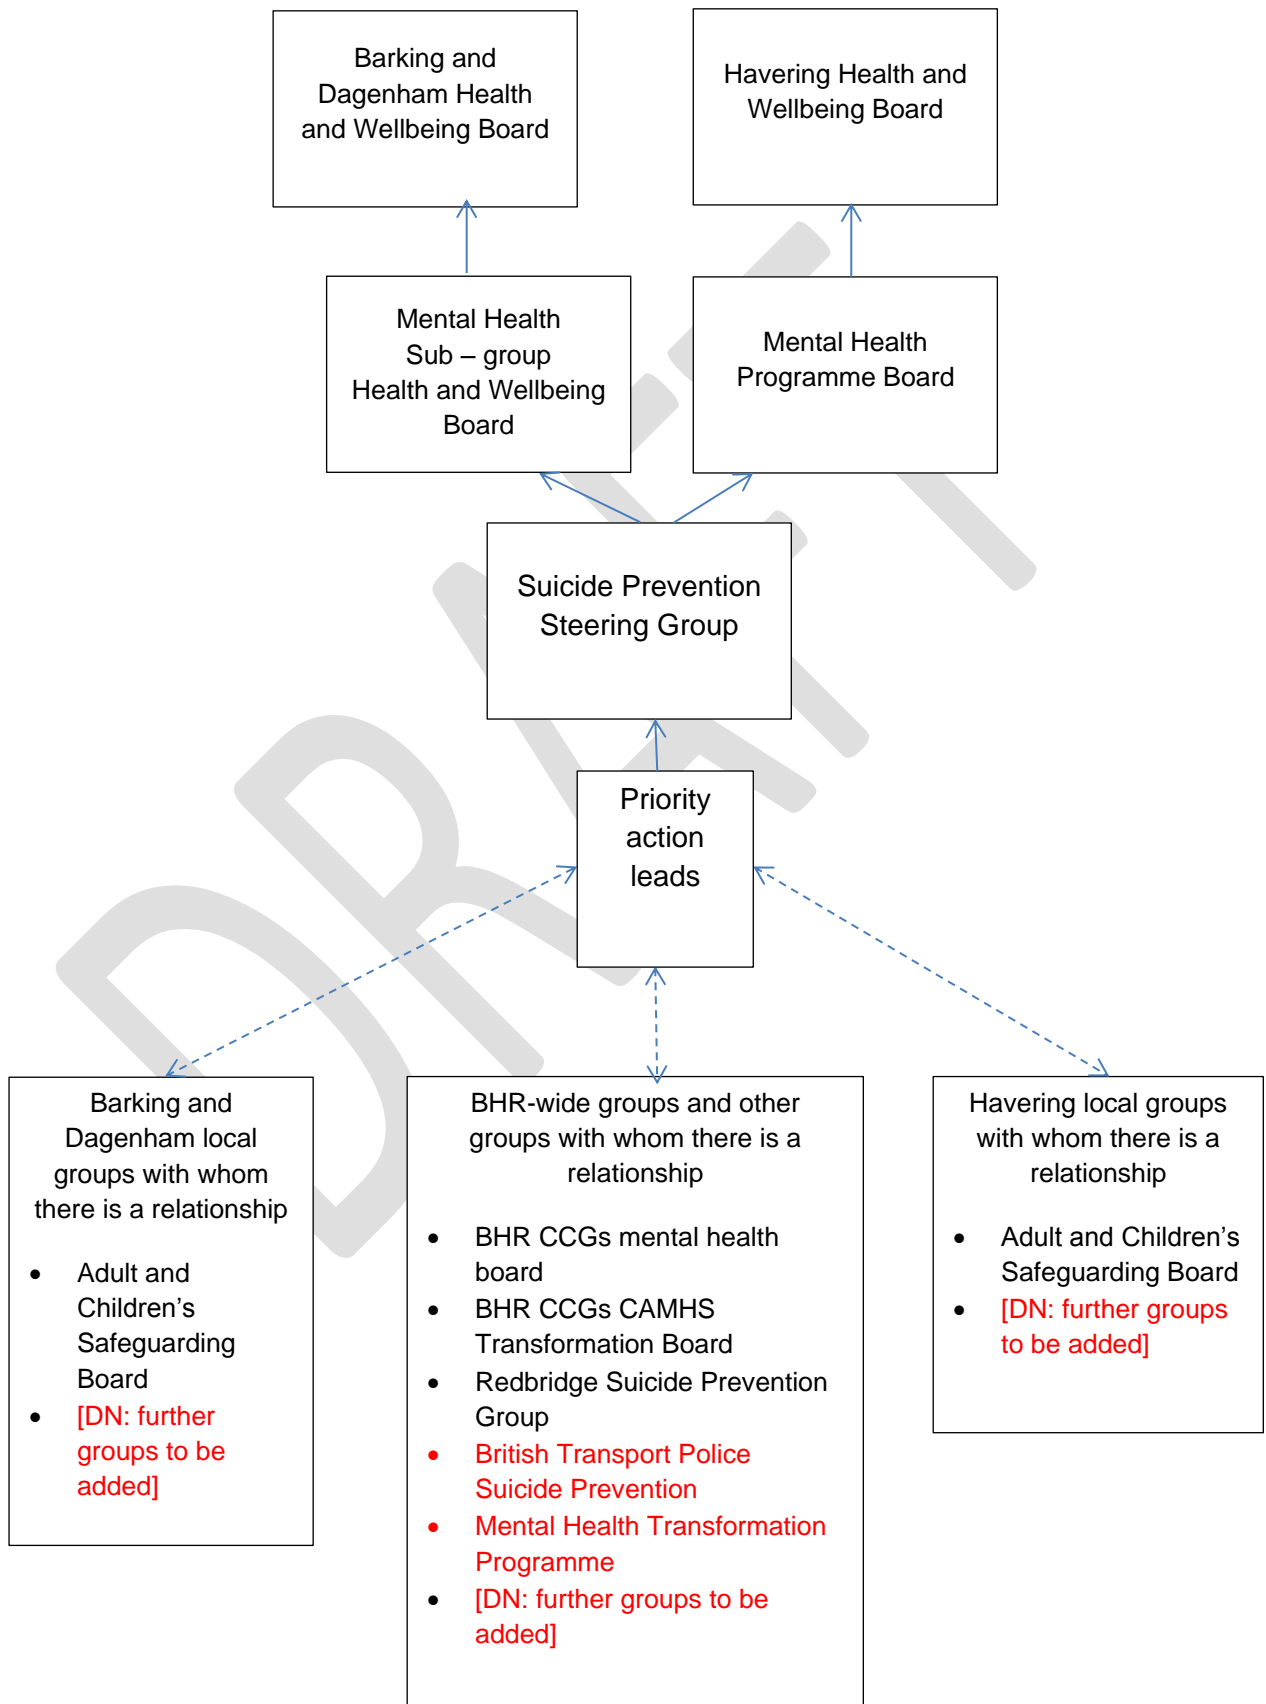 Barking and
Dagenham Health
and Wellbeing Board
Havering Health and
Wellbeing Board
Mental Health
Sub – group
Health and Wellbeing
Board
Mental Health
Programme Board
Suicide Prevention
Steering Group
Priority
action
leads
Barking and
Dagenham local
groups with whom
there is a relationship
• Adult and
Children’s
Safeguarding
Board
• [DN: further
groups to be
added]
BHR-wide groups and other
groups with whom there is a
relationship
• BHR CCGs mental health
board
• BHR CCGs CAMHS
Transformation Board
• Redbridge Suicide Prevention
Group
• British Transport Police
Suicide Prevention
• Mental Health Transformation
Programme
• [DN: further groups to be
added]
Havering local groups
with whom there is a
relationship
• Adult and Children’s
Safeguarding Board
• [DN: further groups
to be added]
DRAFT